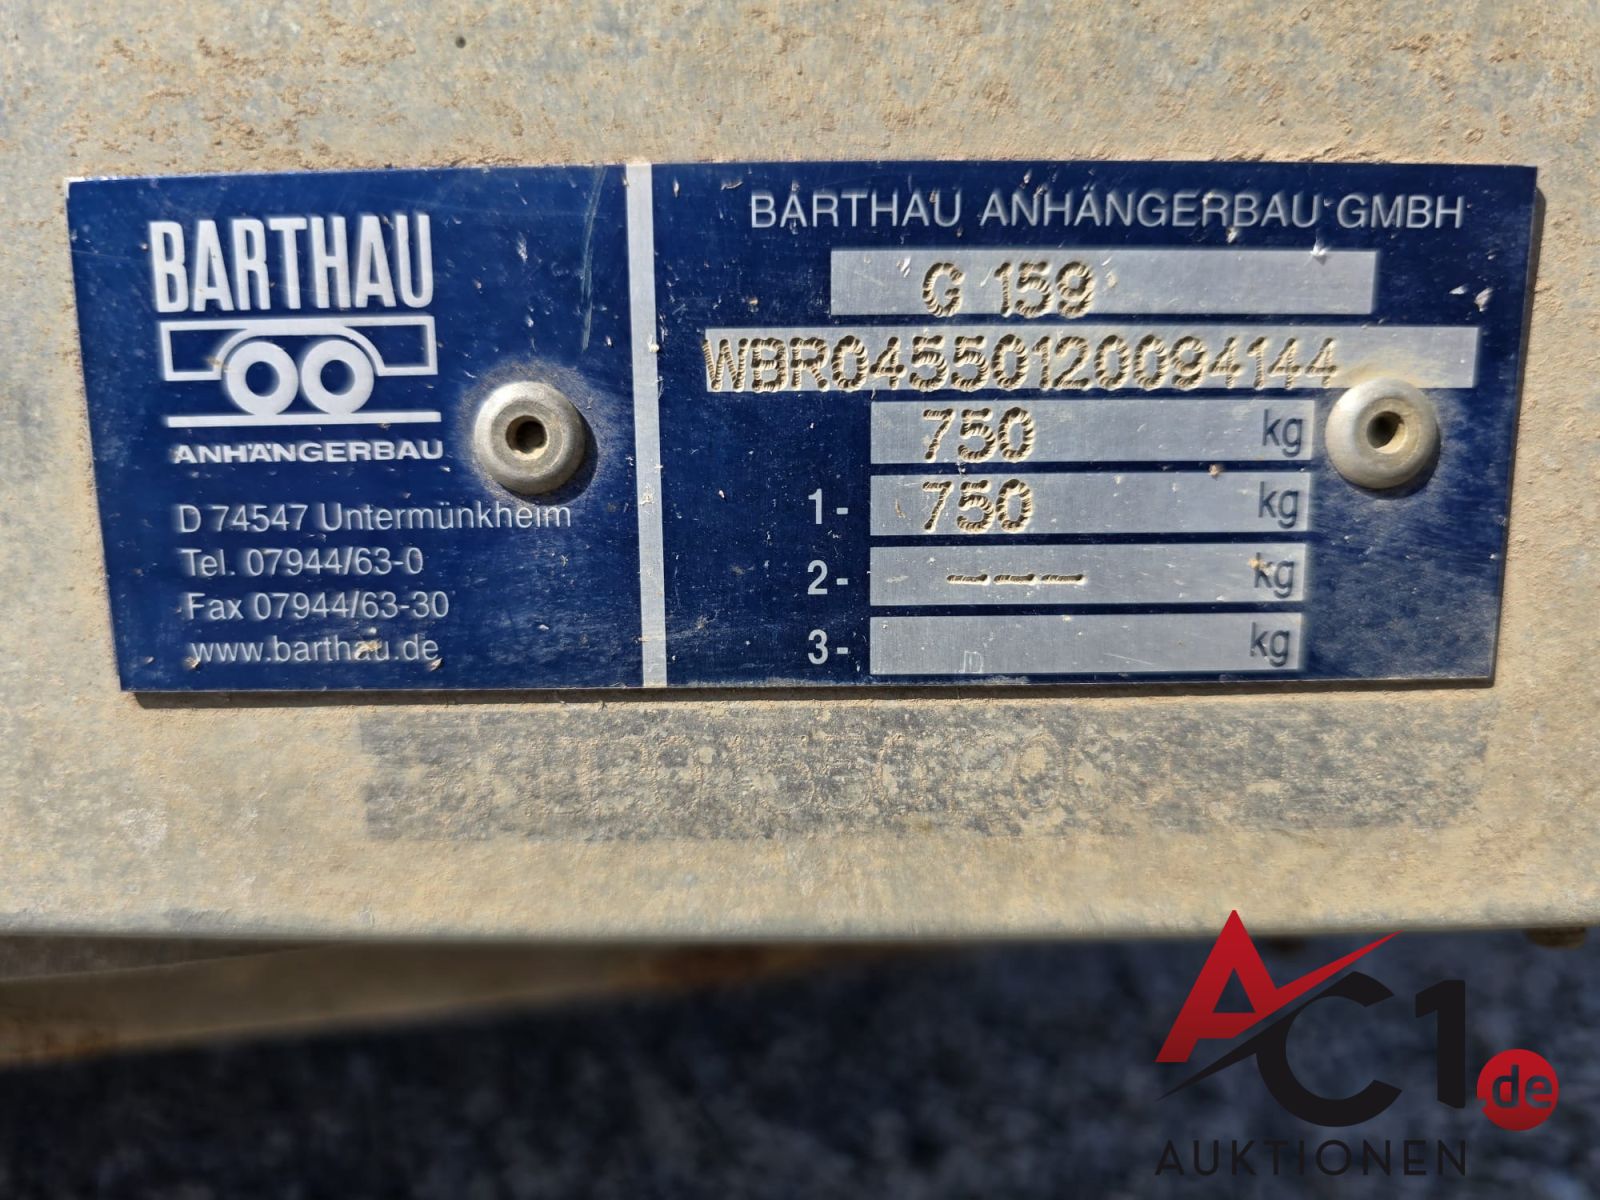 BARTHAU
ANHÄNGERBAU
D 74547 Untermünkheim
Tel. 07944/63-0
Fax 07944/63-30
www.barthau.de
BARTHAU ANHÄNGERBAU GMBH
G 159
WBR04550120094144
750 kg
1- 750 kg
2- --- kg
3- kg
AC1.de
AUKTIONEN